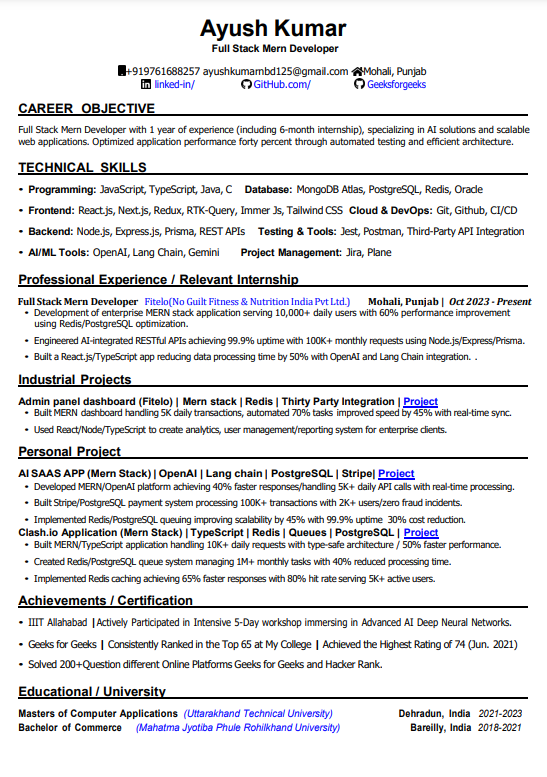 Ayush Kumar
Full Stack Mern Developer
+919761688257 ayushkumarnbd125@gmail.com Mohali, Punjab
linked-in/ GitHub.com/ Geeksforgeeks
CAREER OBJECTIVE
Full Stack Mern Developer with 1 year of experience (including 6-month internship), specializing in AI solutions and scalable
web applications. Optimized application performance forty percent through automated testing and efficient architecture.
TECHNICAL SKILLS
• Programming: JavaScript, TypeScript, Java, C Database: MongoDB Atlas, PostgreSQL, Redis, Oracle
• Frontend: React.js, Next.js, Redux, RTK-Query, Immer Js, Tailwind CSS Cloud & DevOps: Git, Github, CI/CD
• Backend: Node.js, Express.js, Prisma, REST APIs Testing & Tools: Jest, Postman, Third-Party API Integration
• AI/ML Tools: OpenAI, Lang Chain, Gemini Project Management: Jira, Plane
Professional Experience / Relevant Internship
Full Stack Mern Developer Fitelo(No Guilt Fitness & Nutrition India Pvt Ltd.) Mohali, Punjab | Oct 2023 - Present
• Development of enterprise MERN stack application serving 10,000+ daily users with 60% performance improvement
using Redis/PostgreSQL optimization.
• Engineered AI-integrated RESTful APIs achieving 99.9% uptime with 100K+ monthly requests using Node.js/Express/Prisma.
• Built a React.js/TypeScript app reducing data processing time by 50% with OpenAI and Lang Chain integration. .
Industrial Projects
Admin panel dashboard (Fitelo) | Mern stack | Redis | Thirty Party Integration | Project
• Built MERN dashboard handling 5K daily transactions, automated 70% tasks improved speed by 45% with real-time sync.
• Used React/Node/TypeScript to create analytics, user management/reporting system for enterprise clients.
Personal Project
AI SAAS APP (Mern Stack) | OpenAI | Lang chain | PostgreSQL | Stripe| Project
• Developed MERN/OpenAI platform achieving 40% faster responses/handling 5K+ daily API calls with real-time processing.
• Built Stripe/PostgreSQL payment system processing 100K+ transactions with 2K+ users/zero fraud incidents.
• Implemented Redis/PostgreSQL queuing improving scalability by 45% with 99.9% uptime 30% cost reduction.
Clash.io Application (Mern Stack) | TypeScript | Redis | Queues | PostgreSQL | Project
• Built MERN/TypeScript application handling 10K+ daily requests with type-safe architecture / 50% faster performance.
• Created Redis/PostgreSQL queue system managing 1M+ monthly tasks with 40% reduced processing time.
• Implemented Redis caching achieving 65% faster responses with 80% hit rate serving 5K+ active users.
Achievements / Certification
• IIIT Allahabad |Actively Participated in Intensive 5-Day workshop immersing in Advanced AI Deep Neural Networks.
• Geeks for Geeks | Consistently Ranked in the Top 65 at My College | Achieved the Highest Rating of 74 (Jun. 2021)
• Solved 200+Question different Online Platforms Geeks for Geeks and Hacker Rank.
Educational / University
Masters of Computer Applications (Uttarakhand Technical University) Dehradun, India 2021-2023
Bachelor of Commerce (Mahatma Jyotiba Phule Rohilkhand University) Bareilly, India 2018-2021